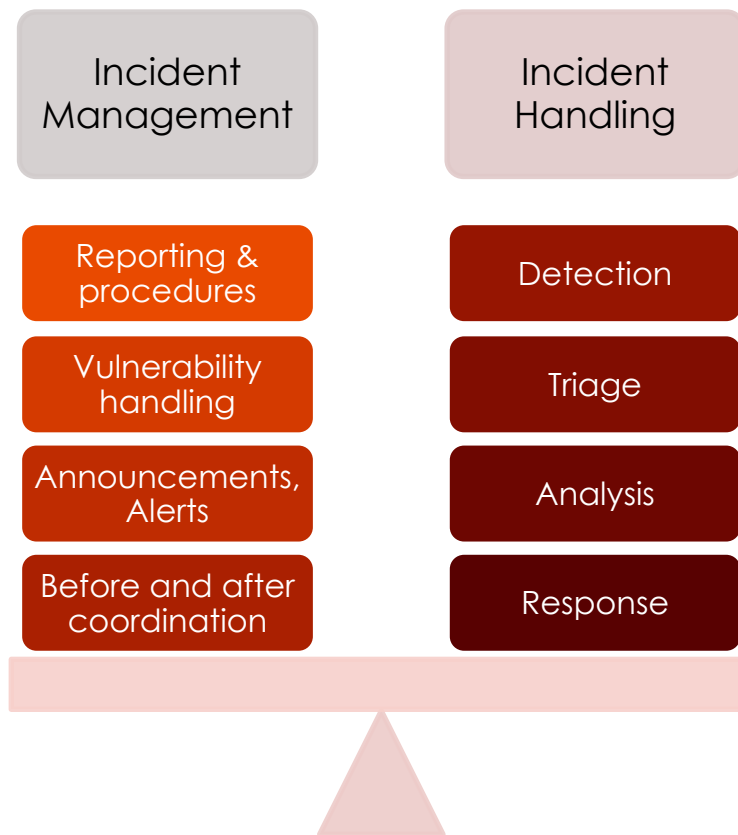 Incident
Management
Incident
Handling
Reporting &
procedures
Detection
Vulnerability
handling
Triage
Announcements,
Alerts
Analysis
Before and after
coordination
Response